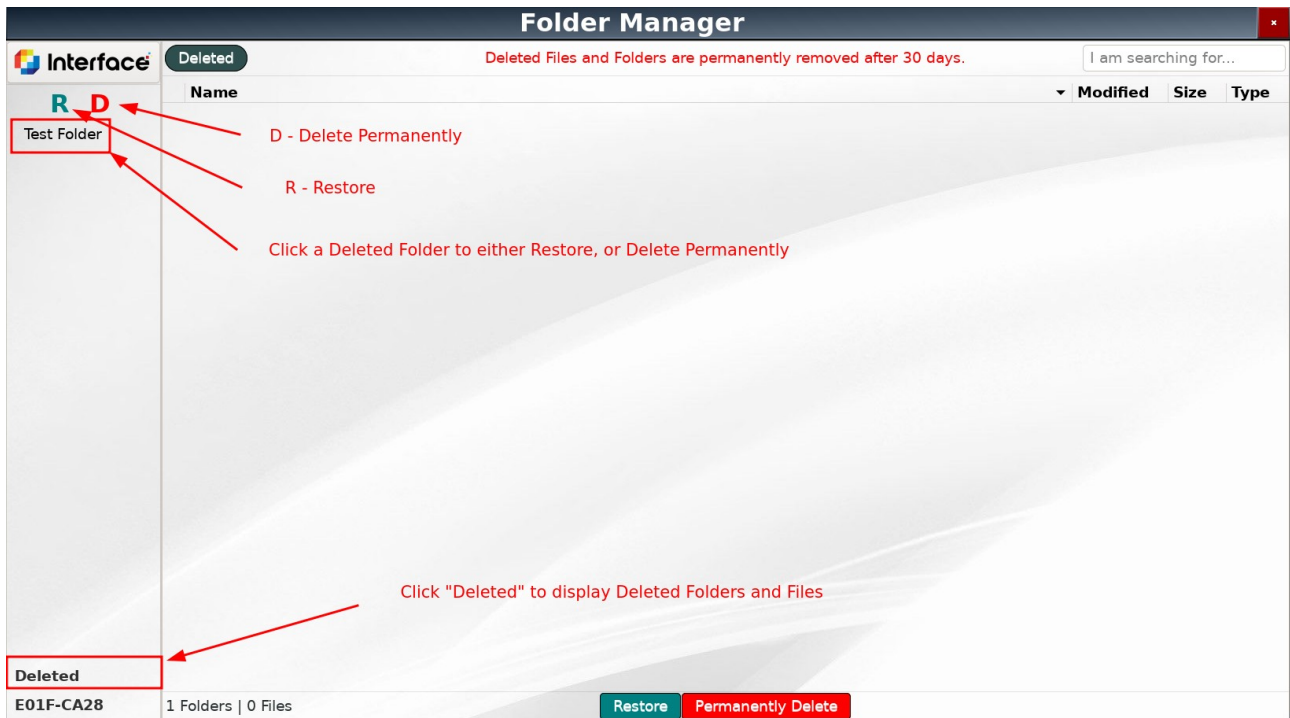 Folder Manager
×
Interface
Deleted
Deleted Files and Folders are permanently removed after 30 days.
I am searching for...
Name
Modified
Size
Type
R D
Test Folder
D - Delete Permanently
R - Restore
Click a Deleted Folder to either Restore, or Delete Permanently
Click "Deleted" to display Deleted Folders and Files
Deleted
E01F-CA28
1 Folders | 0 Files
Restore
Permanently Delete